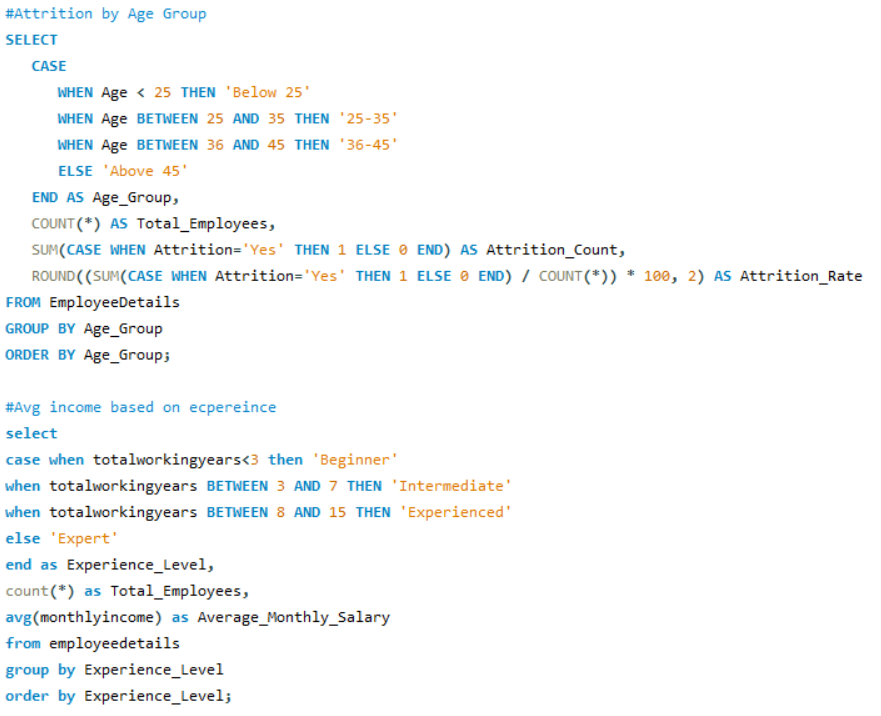 #Attrition by Age Group
SELECT
CASE
WHEN Age < 25 THEN 'Below 25'
WHEN Age BETWEEN 25 AND 35 THEN '25-35'
WHEN Age BETWEEN 36 AND 45 THEN '36-45'
ELSE 'Above 45'
END AS Age_Group,
COUNT(*) AS Total_Employees,
SUM(CASE WHEN Attrition='Yes' THEN 1 ELSE 0 END) AS Attrition_Count,
ROUND((SUM(CASE WHEN Attrition='Yes' THEN 1 ELSE 0 END) / COUNT(*)) * 100, 2) AS Attrition_Rate
FROM EmployeeDetails
GROUP BY Age_Group
ORDER BY Age_Group;
#Avg income based on ecpereince
select
case when totalworkingyears<3 then 'Beginner'
when totalworkingyears BETWEEN 3 AND 7 THEN 'Intermediate'
when totalworkingyears BETWEEN 8 AND 15 THEN 'Experienced'
else 'Expert'
end as Experience_Level,
count(*) as Total_Employees,
avg(monthlyincome) as Average_Monthly_Salary
from employeedetails
group by Experience_Level
order by Experience_Level;